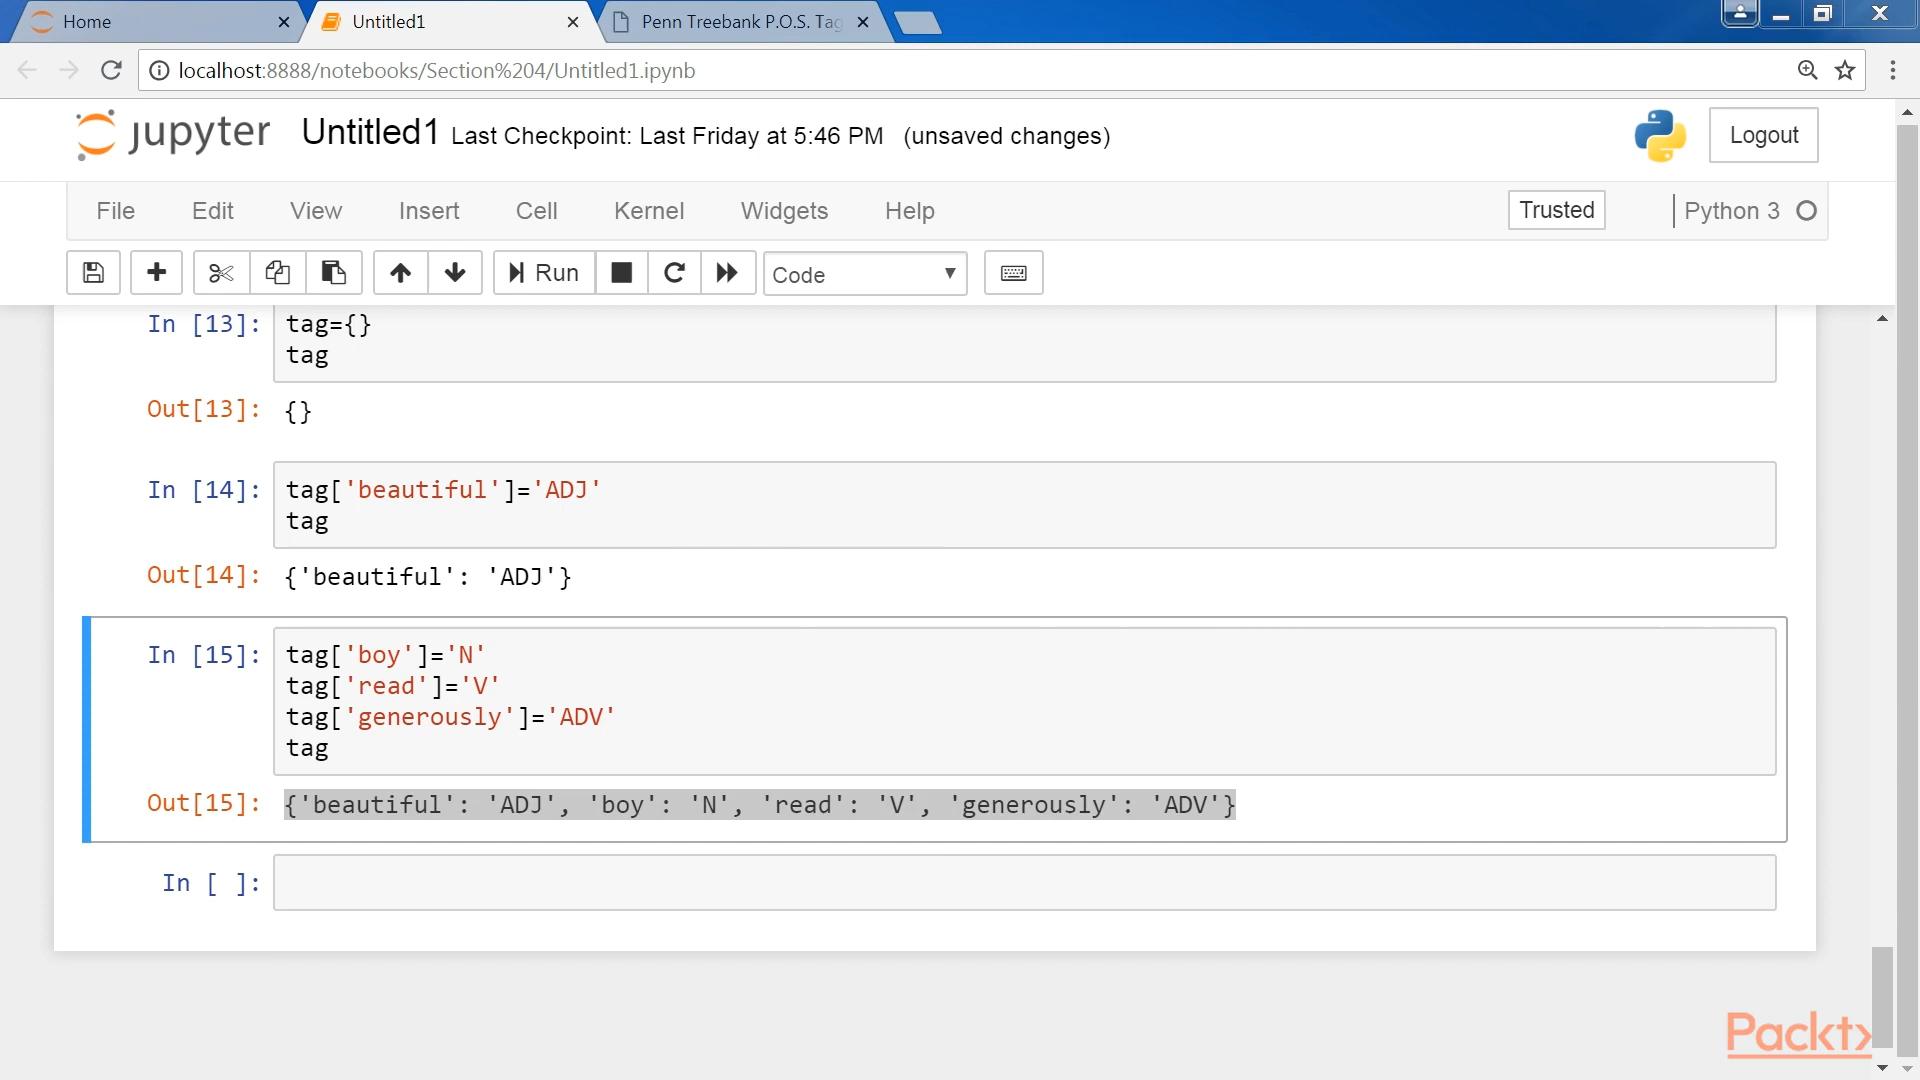 Home
Untitled1
Penn Treebank P.O.S. Tag
localhost:8888/notebooks/Section%204/Untitled1.ipynb
jupyter Untitled1 Last Checkpoint: Last Friday at 5:46 PM (unsaved changes)
Logout
File Edit View Insert Cell Kernel Widgets Help
Trusted
Python 3
Run
Code
In [13]: tag={}
tag
Out[13]: {}
In [14]: tag['beautiful']='ADJ'
tag
Out[14]: {'beautiful': 'ADJ'}
In [15]: tag['boy']='N'
tag['read']='V'
tag['generously']='ADV'
tag
Out[15]: {'beautiful': 'ADJ', 'boy': 'N', 'read': 'V', 'generously': 'ADV'}
In [ ]:
Packt>